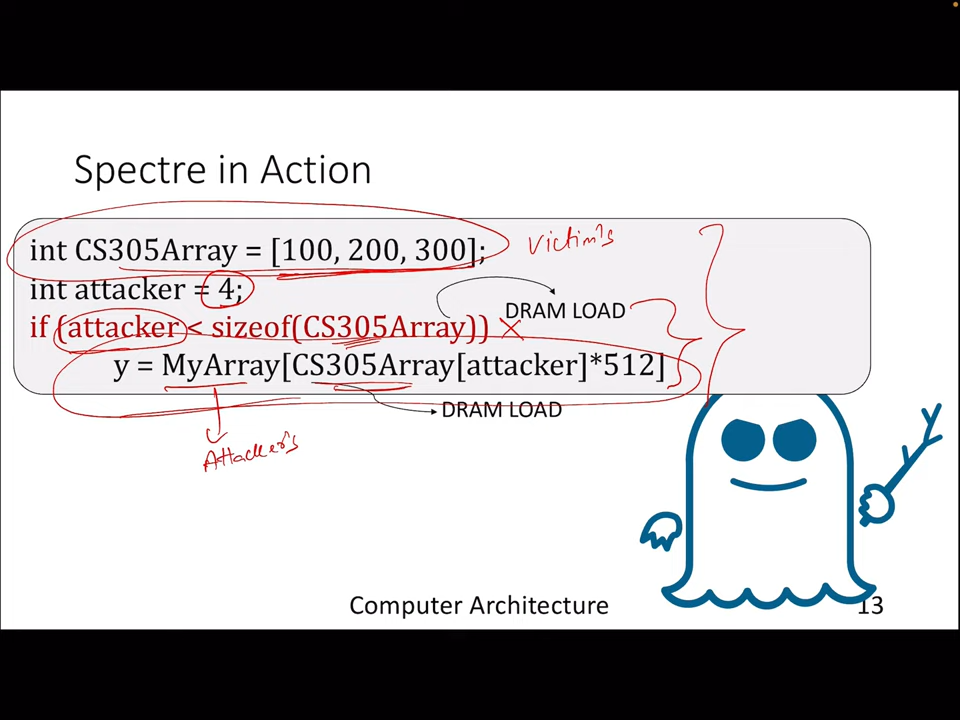 Spectre in Action
int CS305Array = [100, 200, 300];
victim's
int attacker = 4;
DRAM LOAD
if (attacker < sizeof(CS305Array))
y = MyArray[CS305Array[attacker]*512]
DRAM LOAD
Attacker's
Computer Architecture
13